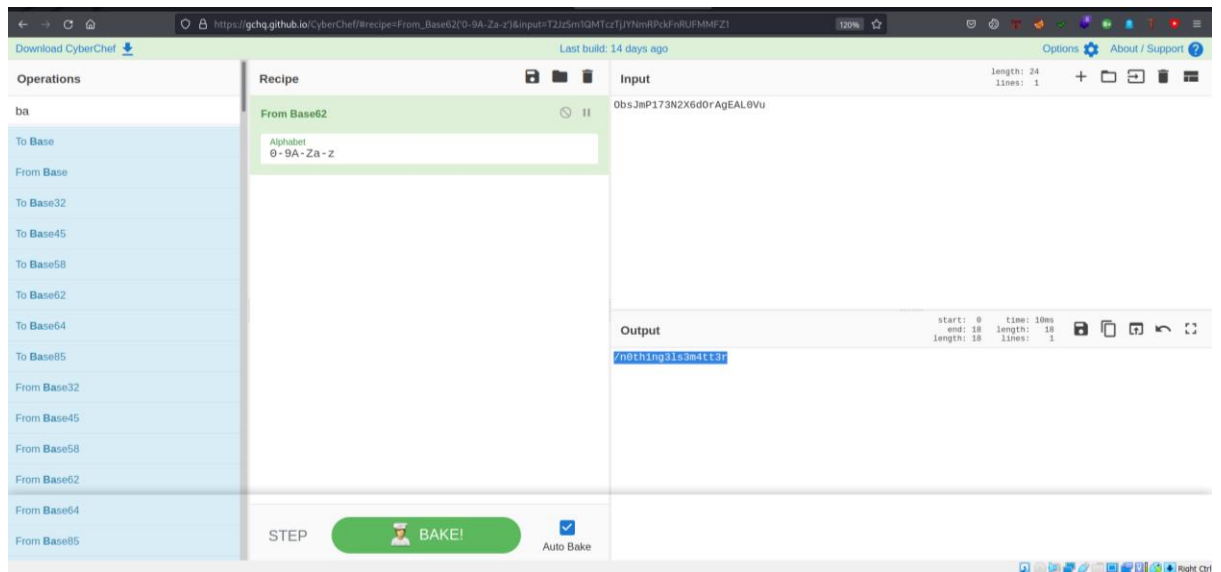 https://gchq.github.io/CyberChef/#recipe=From_Base62('0-9A-Za-z')&input=T2JzSm1QMTczTjJYNmRPckFnRUFMMFZ1
120%
Download CyberChef
Last build: 14 days ago
Options
About / Support
Operations
Recipe
Input
length: 24
lines: 1
ba
From Base62
ObsJmP173N2X6dOrAgEAL0Vu
Alphabet
0-9A-Za-z
To Base
From Base
To Base32
To Base45
To Base58
To Base62
To Base64
To Base85
From Base32
From Base45
From Base58
From Base62
From Base64
From Base85
Output
start: 0
end: 18
length: 18
time: 10ms
length: 18
lines: 1
/n0th1ng3ls3m4tt3r
STEP
BAKE!
Auto Bake
Right Ctrl